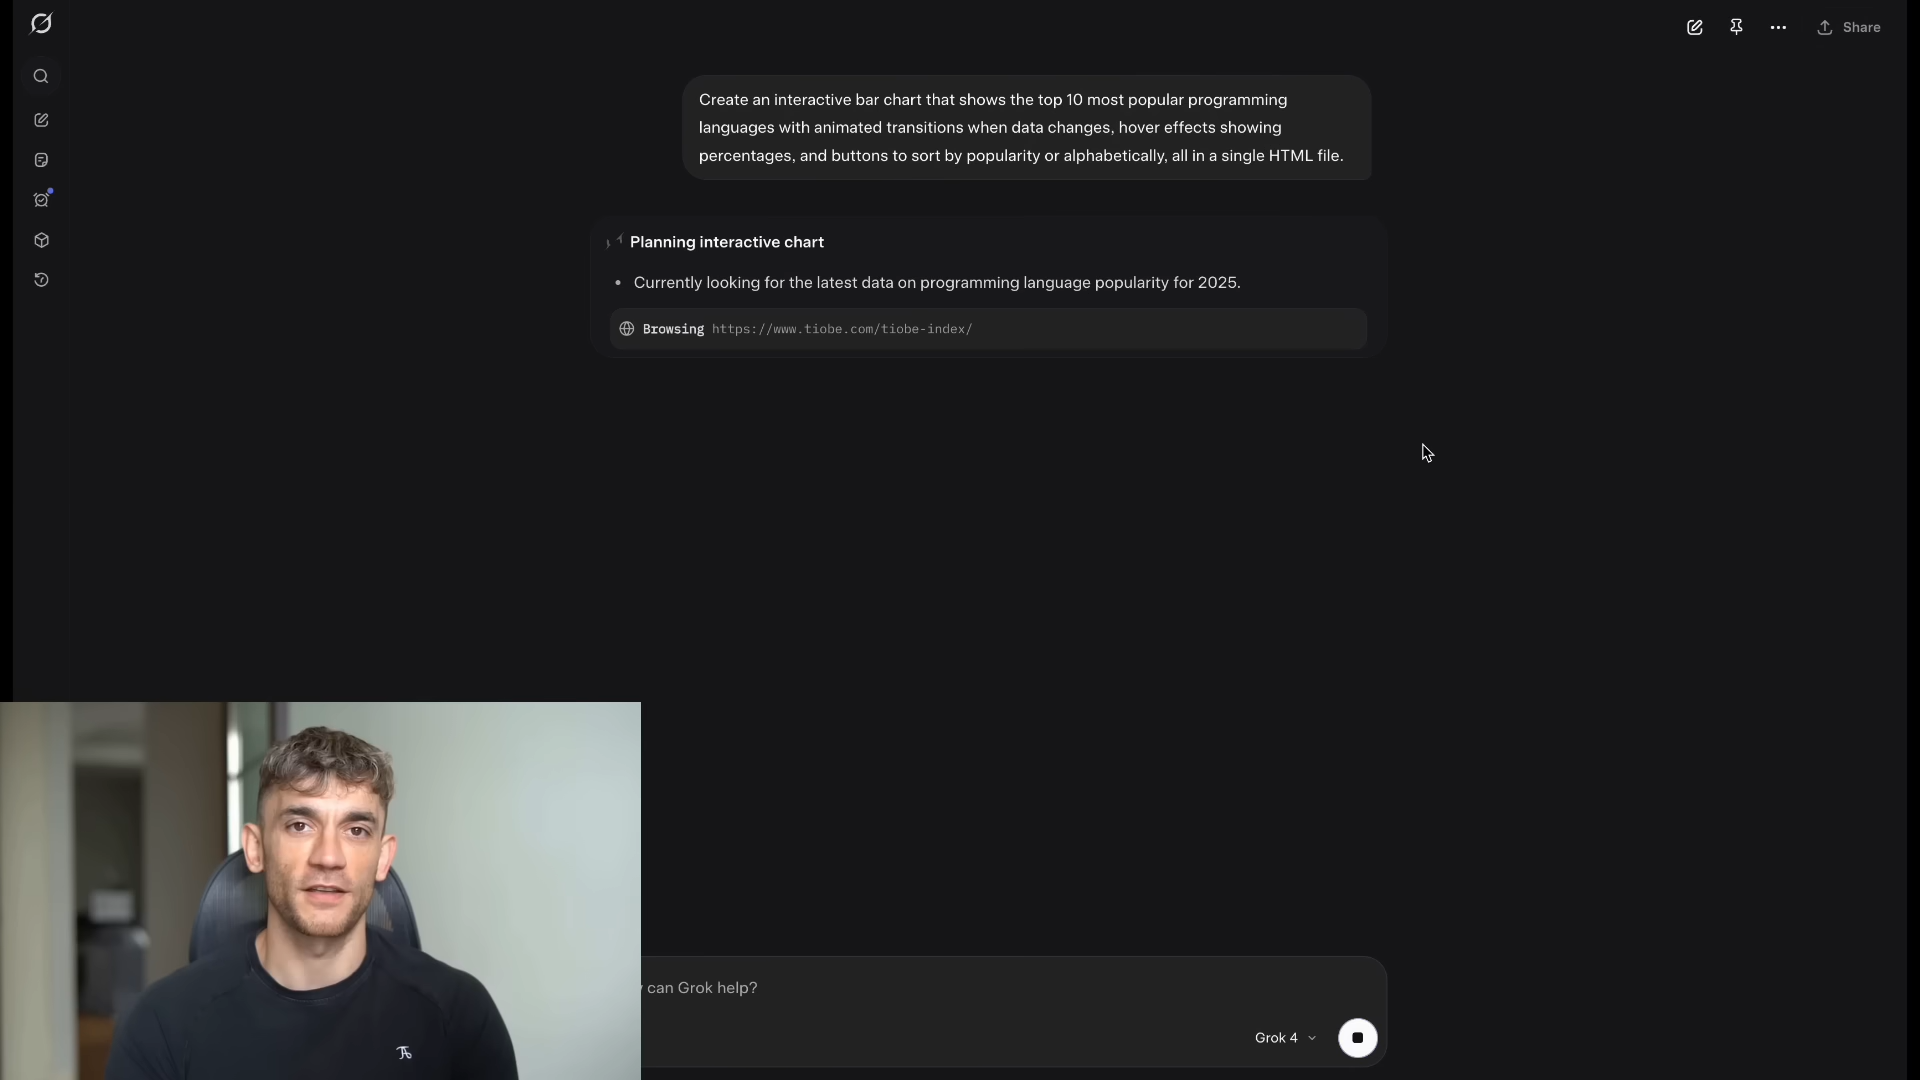 Share
Create an interactive bar chart that shows the top 10 most popular programming
languages with animated transitions when data changes, hover effects showing
percentages, and buttons to sort by popularity or alphabetically, all in a single HTML file.
Planning interactive chart
• Currently looking for the latest data on programming language popularity for 2025.
Browsing https://www.tiobe.com/tiobe-index/
can Grok help?
Grok 4